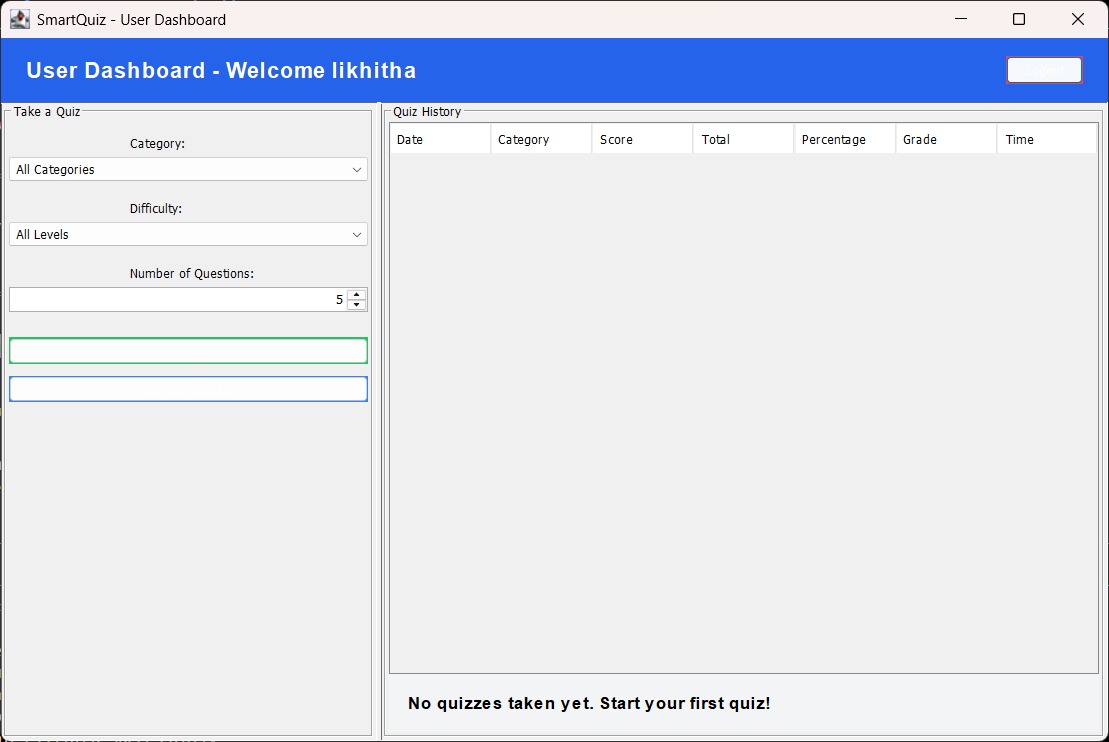 SmartQuiz - User Dashboard
User Dashboard - Welcome likhitha
Take a Quiz
Category:
All Categories
Difficulty:
All Levels
Number of Questions:
5
Quiz History
Date Category Score Total Percentage Grade Time
No quizzes taken yet. Start your first quiz!